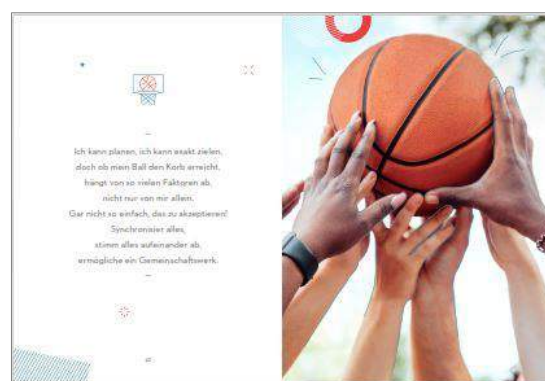 Ich kann planen, ich kann exakt zielen,
doch ob mein Ball den Korb erreicht,
hängt von so vielen Faktoren ab,
nicht nur von mir allein.
Gar nicht so einfach, das zu akzeptieren!
Synchronisier alles,
stimm alles aufeinander ab,
ermögliche ein Gemeinschaftswerk.